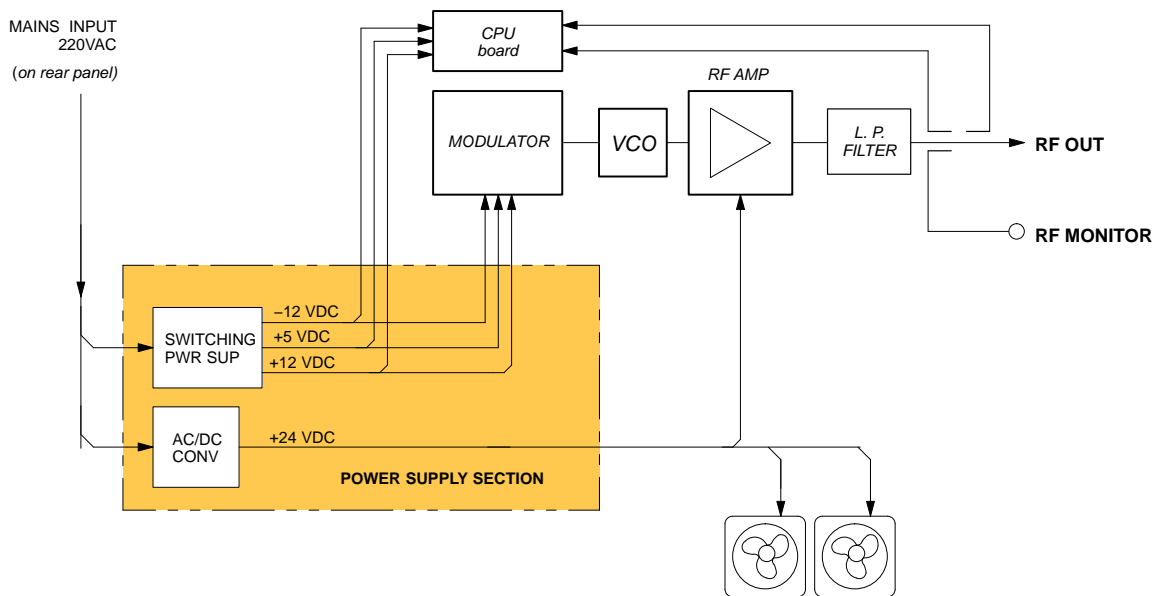 MAINS INPUT
220VAC
(on rear panel)
CPU
board
RF AMP
MODULATOR
VCO
L. P.
FILTER
RF OUT
RF MONITOR
SWITCHING
PWR SUP
–12 VDC
+5 VDC
+12 VDC
AC/DC
CONV
+24 VDC
POWER SUPPLY SECTION